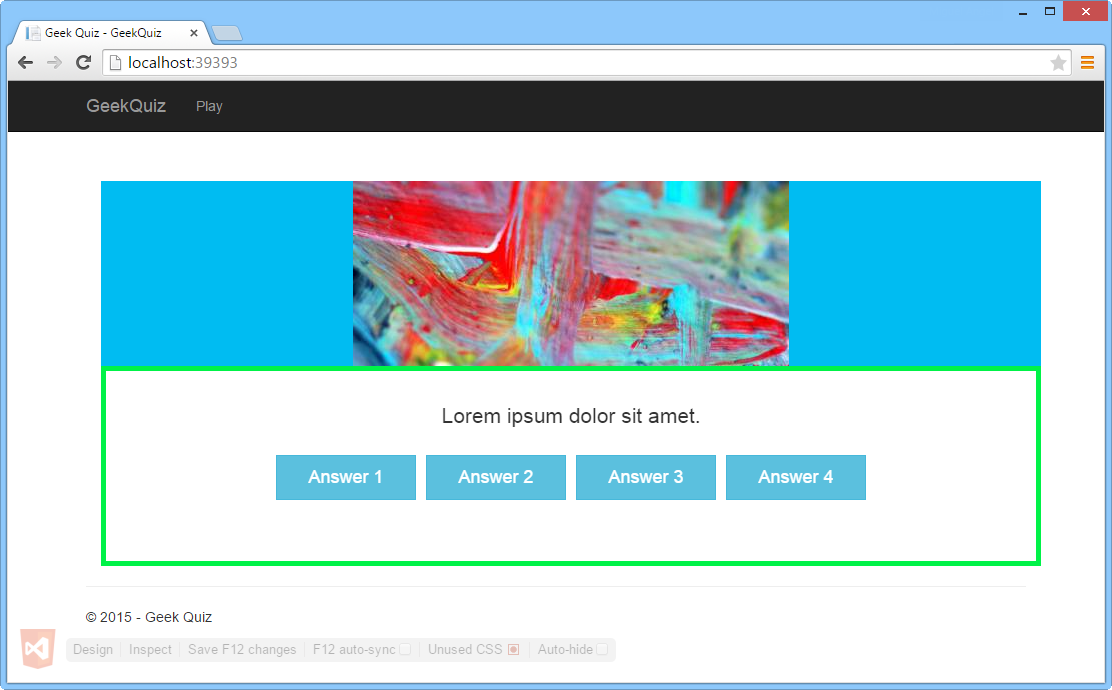 Geek Quiz - GeekQuiz
localhost:39393
GeekQuiz Play
Lorem ipsum dolor sit amet.
Answer 1 Answer 2 Answer 3 Answer 4
© 2015 - Geek Quiz
Design Inspect Save F12 changes F12 auto-sync Unused CSS Auto-hide